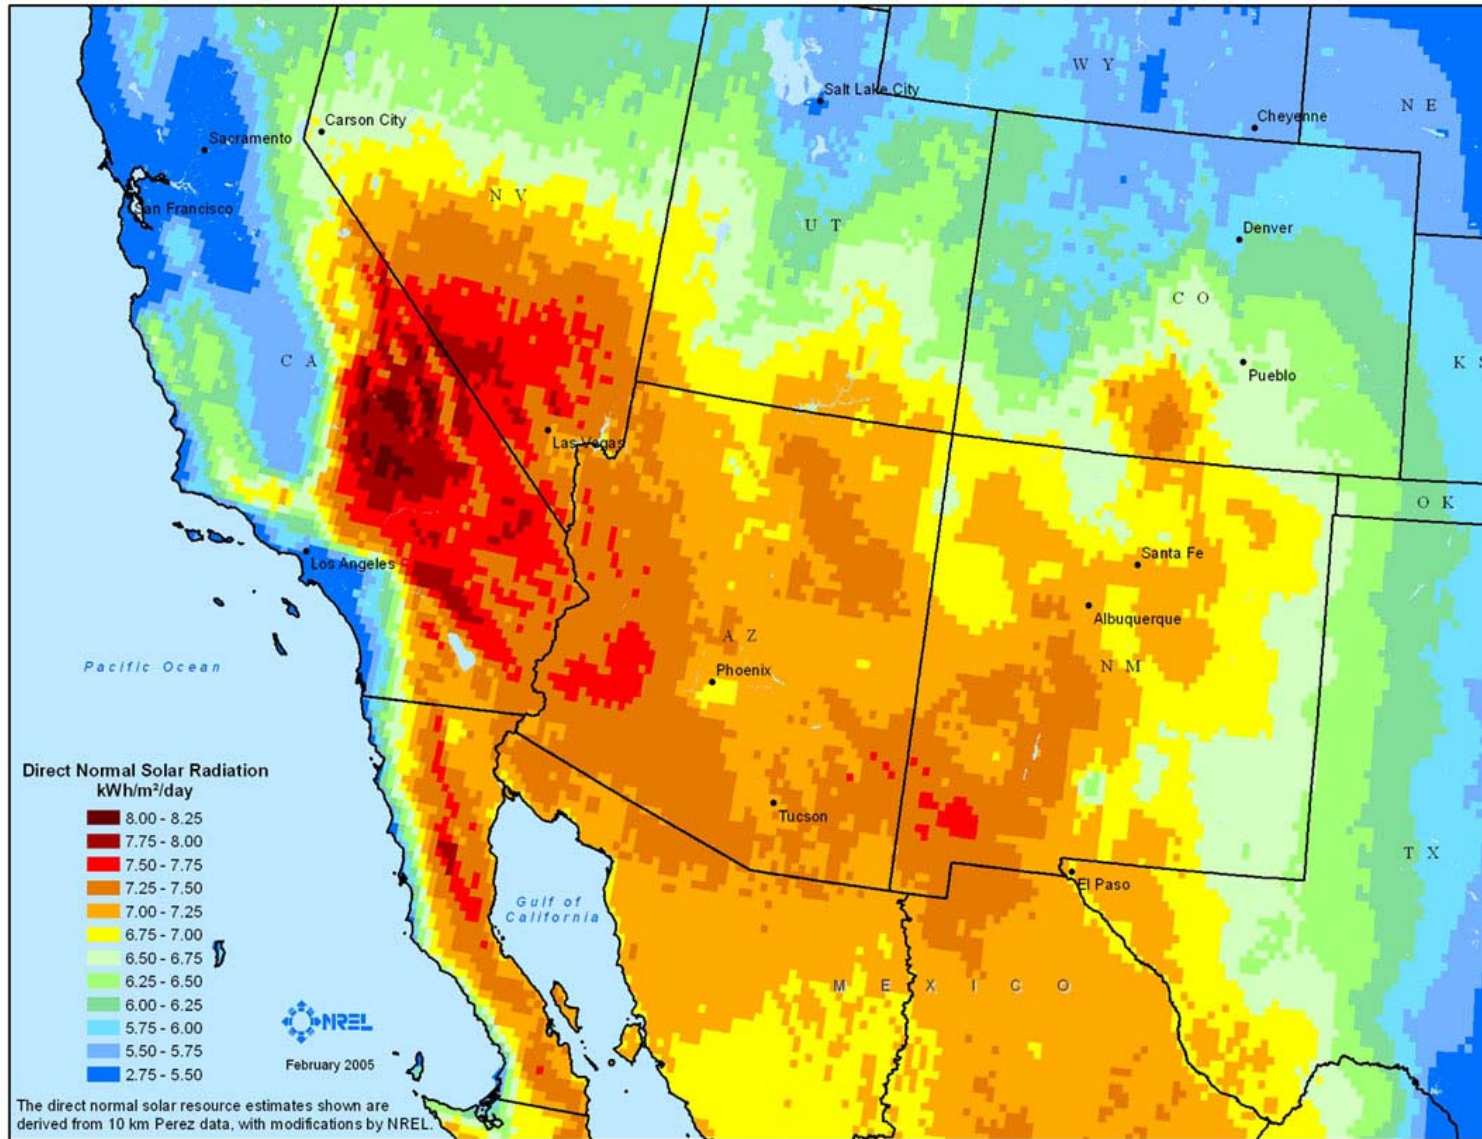 W Y
Salt Lake City
N E
Cheyenne
Carson City
Sacramento
N V
San Francisco
U T
Denver
C O
C A
K S
Pueblo
Las Vegas
O K
Los Angeles
Santa Fe
Albuquerque
A Z
N M
Pacific Ocean
Phoenix
Tucson
T X
El Paso
Gulf of
California
M E X I C O
Direct Normal Solar Radiation
kWh/m²/day
8.00 - 8.25
7.75 - 8.00
7.50 - 7.75
7.25 - 7.50
7.00 - 7.25
6.75 - 7.00
6.50 - 6.75
6.25 - 6.50
6.00 - 6.25
5.75 - 6.00
5.50 - 5.75
2.75 - 5.50
NREL
February 2005
The direct normal solar resource estimates shown are
derived from 10 km Perez data, with modifications by NREL.